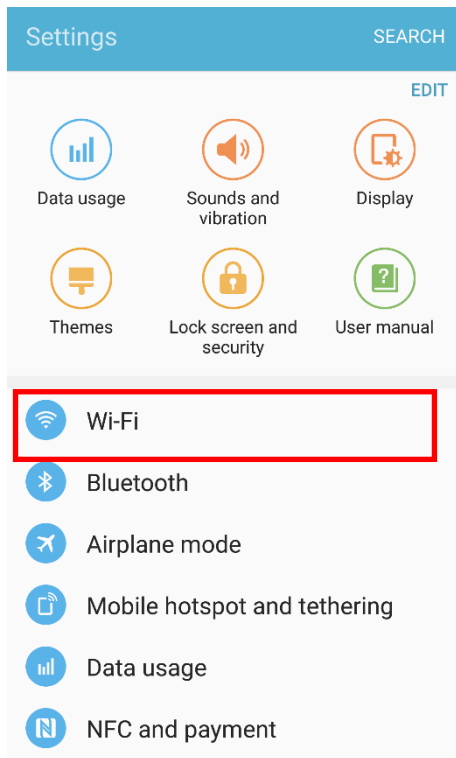 Settings
SEARCH
EDIT
Data usage
Sounds and
vibration
Display
Themes
Lock screen and
security
User manual
Wi-Fi
Bluetooth
Airplane mode
Mobile hotspot and tethering
Data usage
NFC and payment